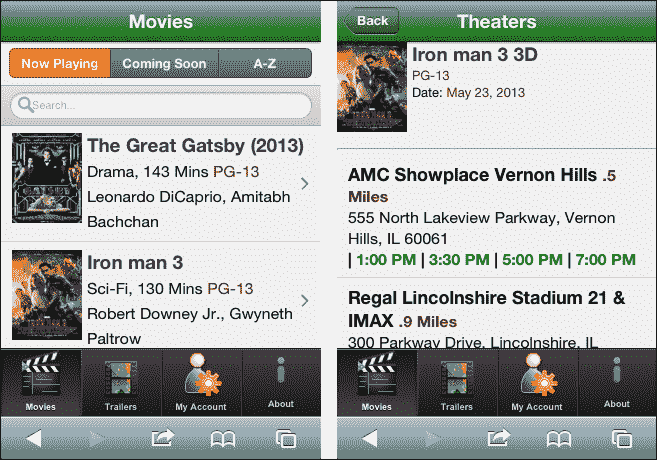 Movies
Now Playing
Coming Soon
A-Z
Search...
The Great Gatsby (2013)
Drama, 143 Mins PG-13
Leonardo DiCaprio, Amitabh
Bachchan
Iron man 3
Sci-Fi, 130 Mins PG-13
Robert Downey Jr., Gwyneth
Paltrow
Movies
Trailers
My Account
About
Back
Theaters
Iron man 3 3D
PG-13
Date: May 23, 2013
AMC Showplace Vernon Hills .5
Miles
555 North Lakeview Parkway, Vernon
Hills, IL 60061
| 1:00 PM | 3:30 PM | 5:00 PM | 7:00 PM
Regal Lincolnshire Stadium 21 &
IMAX .9 Miles
300 Parkway Drive, Lincolnshire, IL
Movies
Trailers
My Account
About